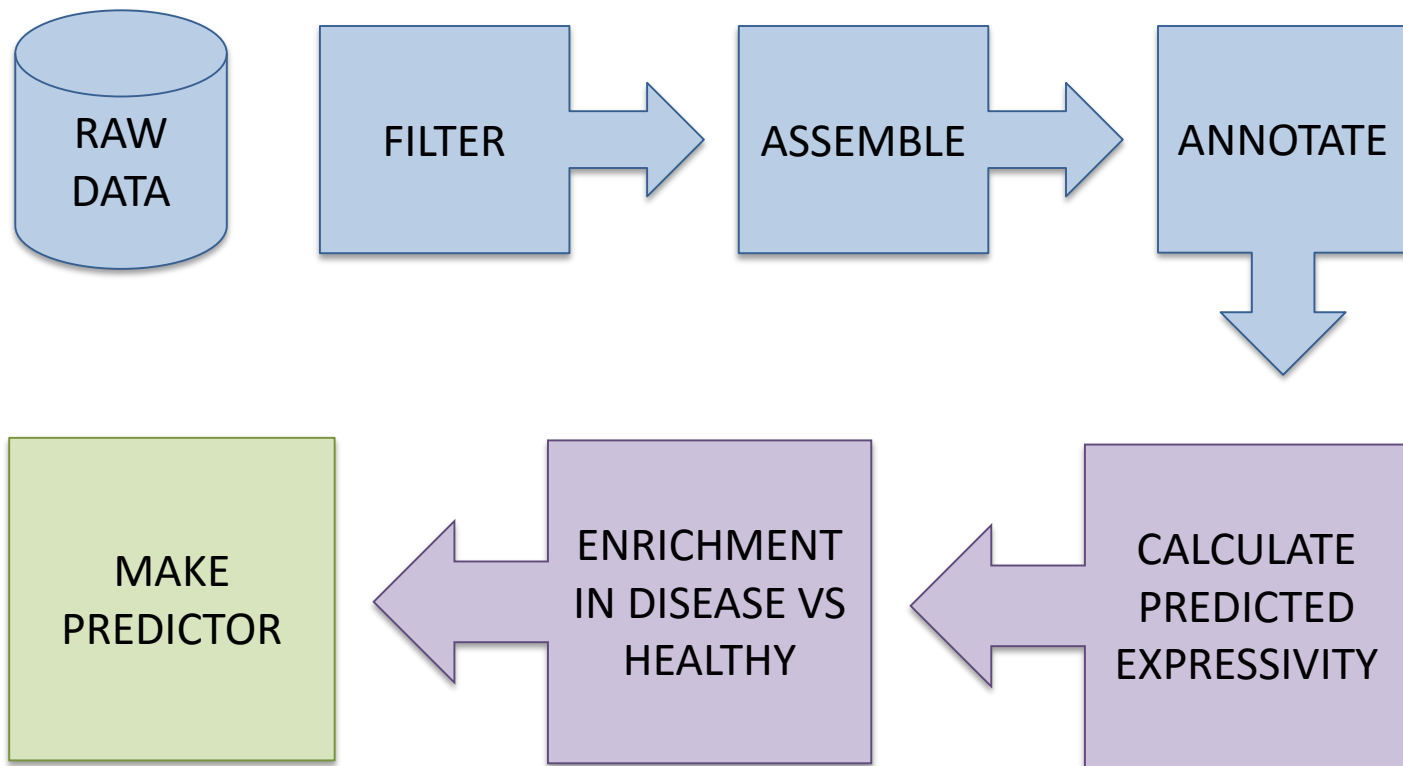 RAW
DATA
FILTER
ASSEMBLE
ANNOTATE
CALCULATE
PREDICTED
EXPRESSIVITY
ENRICHMENT
IN DISEASE VS
HEALTHY
MAKE
PREDICTOR